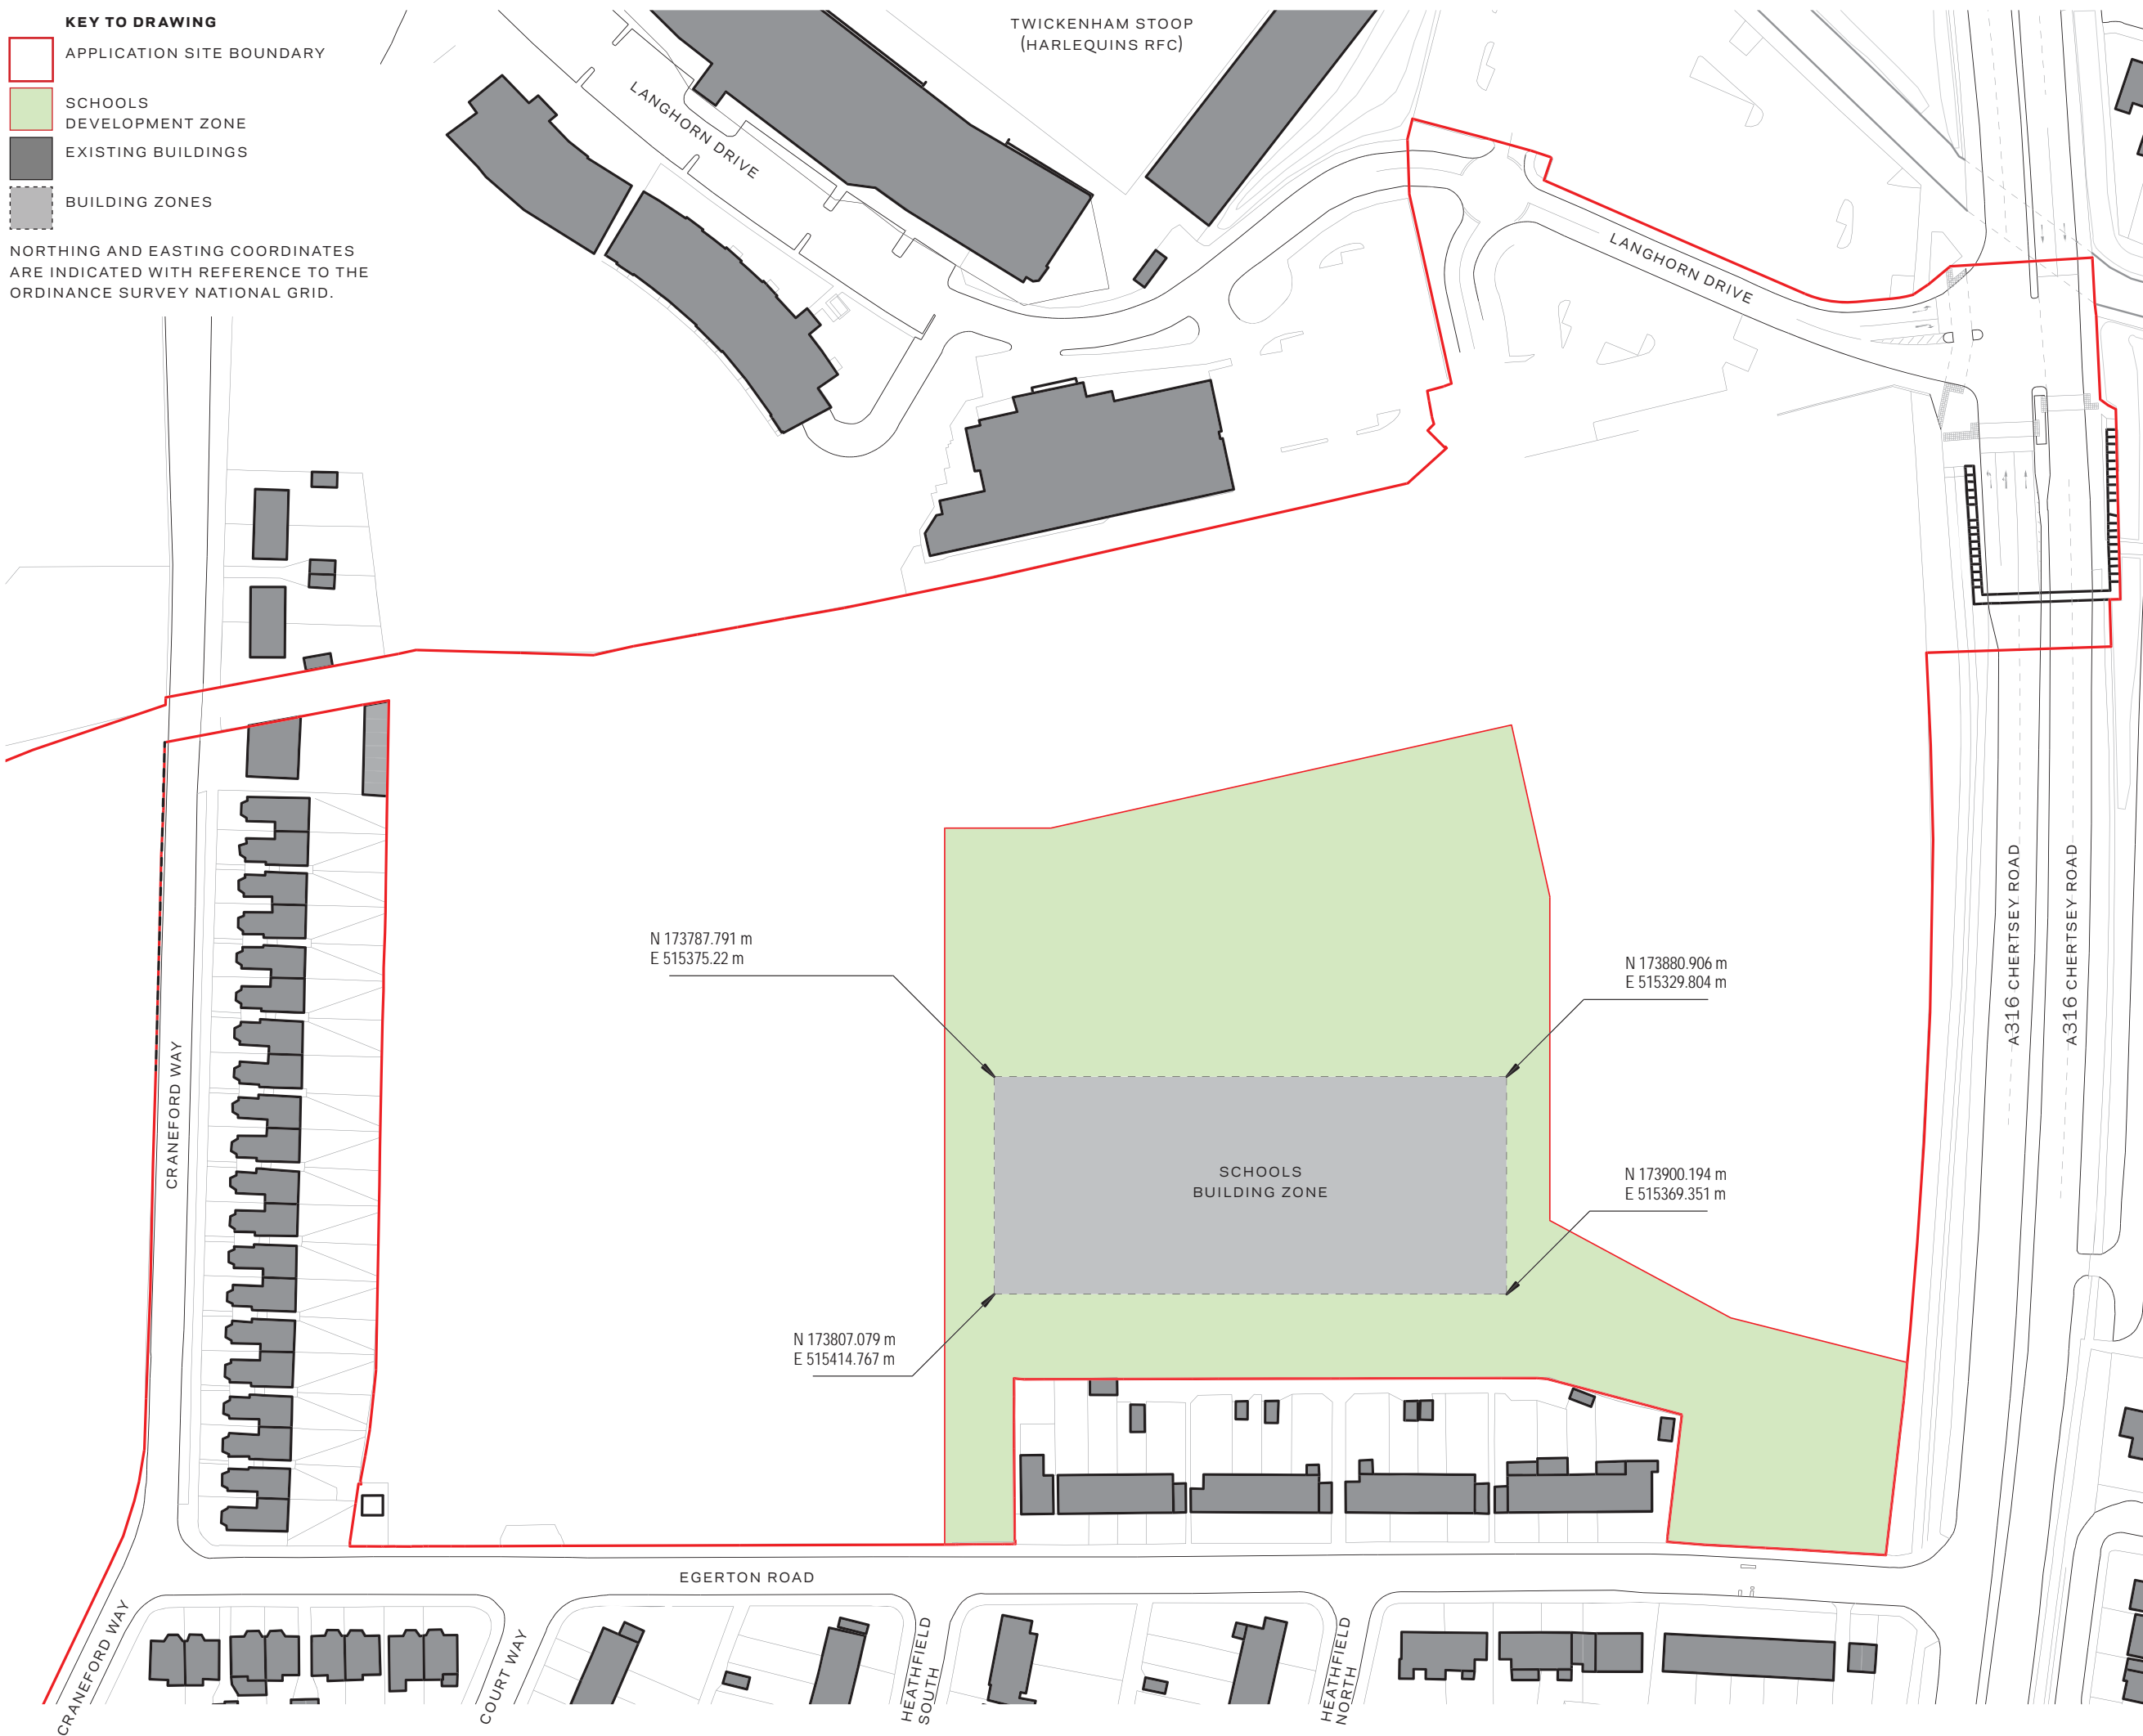 KEY TO DRAWING
APPLICATION SITE BOUNDARY
SCHOOLS
DEVELOPMENT ZONE
EXISTING BUILDINGS
BUILDING ZONES
NORTHING AND EASTING COORDINATES
ARE INDICATED WITH REFERENCE TO THE
ORDINANCE SURVEY NATIONAL GRID.
TWICKENHAM STOOP
(HARLEQUINS RFC)
LANGHORN DRIVE
LANGHORN DRIVE
N 173787.791 m
E 515375.22 m
N 173880.906 m
E 515329.804 m
SCHOOLS
BUILDING ZONE
N 173900.194 m
E 515369.351 m
N 173807.079 m
E 515414.767 m
A316 CHERTSEY ROAD
A316 CHERTSEY ROAD
CRANEFORD WAY
EGERTON ROAD
CRANEFORD WAY
COURT WAY
HEATHFIELD
SOUTH
HEATHFIELD
NORTH